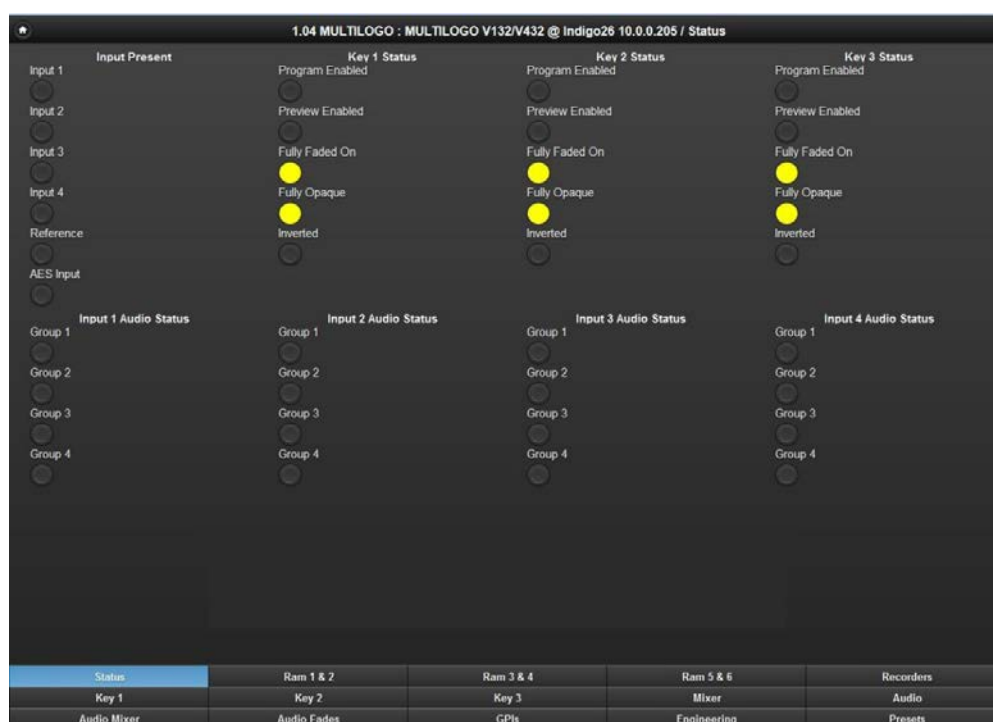 1.04 MULTILOGO : MULTILOGO V132/V432 @ Indigo26 10.0.0.205 / Status
Input Present
Input 1
Input 2
Input 3
Input 4
Reference
AES Input
Key 1 Status
Program Enabled
Preview Enabled
Fully Faded On
Fully Opaque
Inverted
Key 2 Status
Program Enabled
Preview Enabled
Fully Faded On
Fully Opaque
Inverted
Key 3 Status
Program Enabled
Preview Enabled
Fully Faded On
Fully Opaque
Inverted
Input 1 Audio Status
Group 1
Group 2
Group 3
Group 4
Input 2 Audio Status
Group 1
Group 2
Group 3
Group 4
Input 3 Audio Status
Group 1
Group 2
Group 3
Group 4
Input 4 Audio Status
Group 1
Group 2
Group 3
Group 4
Status Ram 1 & 2 Ram 3 & 4 Ram 5 & 6 Recorders
Key 1 Key 2 Key 3 Mixer Audio
Audio Mixer Audio Fades GPIs Engineering Presets